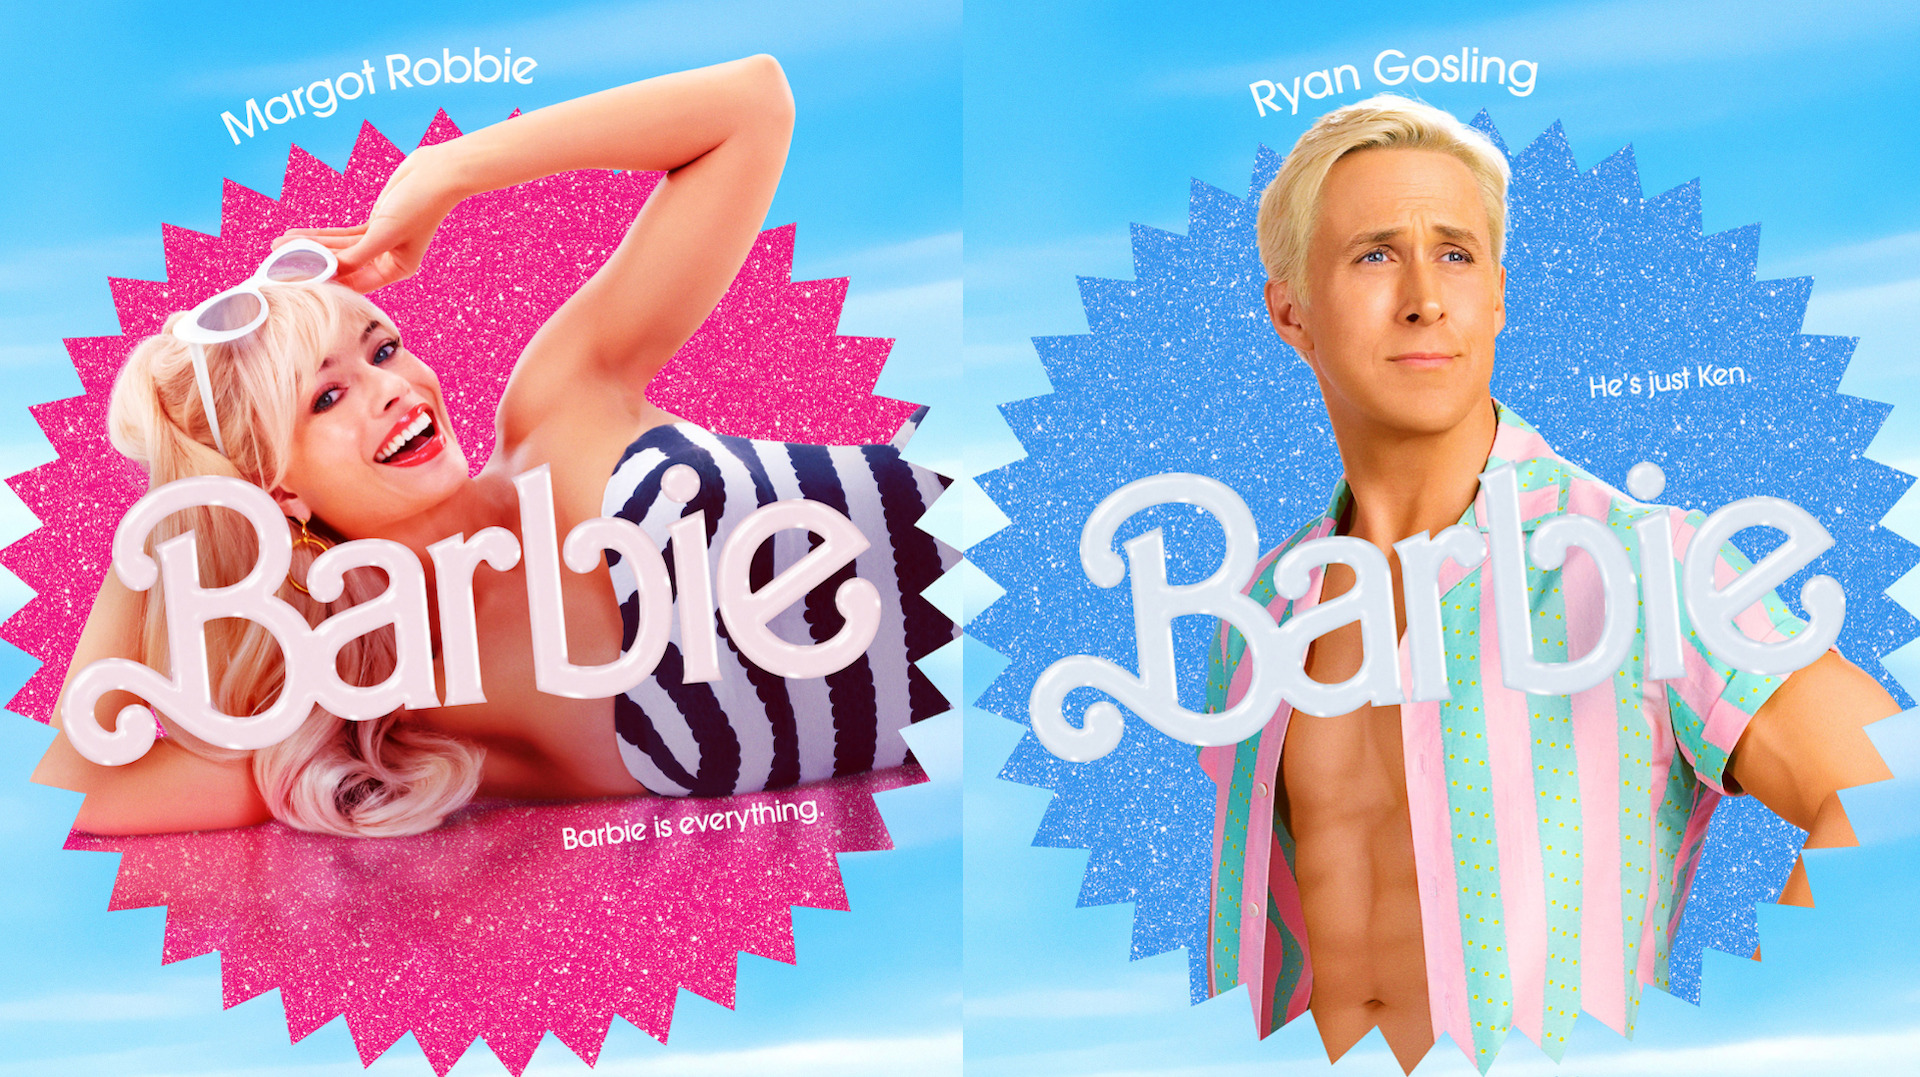 Margot Robbie
Barbie
Barbie is everything.
Ryan Gosling
He's just Ken.
Barbie